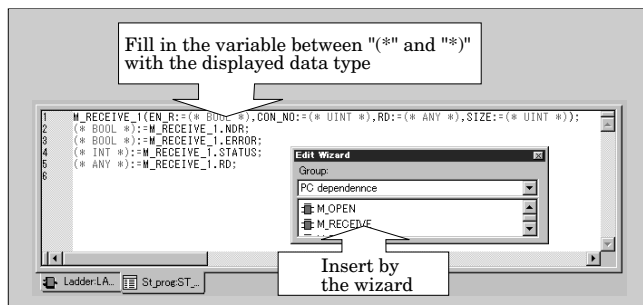 Fill in the variable between "(*" and "*)"
with the displayed data type
1 M_RECEIVE_1(EN_R:=(* BOOL *),CON_NO:=(* UINT *),RD:=(* ANY *),SIZE:=(* UINT *));
2 (* BOOL *):=M_RECEIVE_1.NDR;
3 (* BOOL *):=M_RECEIVE_1.ERROR;
4 (* INT *):=M_RECEIVE_1.STATUS;
5 (* ANY *):=M_RECEIVE_1.RD;
6
Edit Wizard
Group:
PC dependennce
M_OPEN
M_RECEIVE
Insert by
the wizard
Ladder:LA... St_prog:ST_...